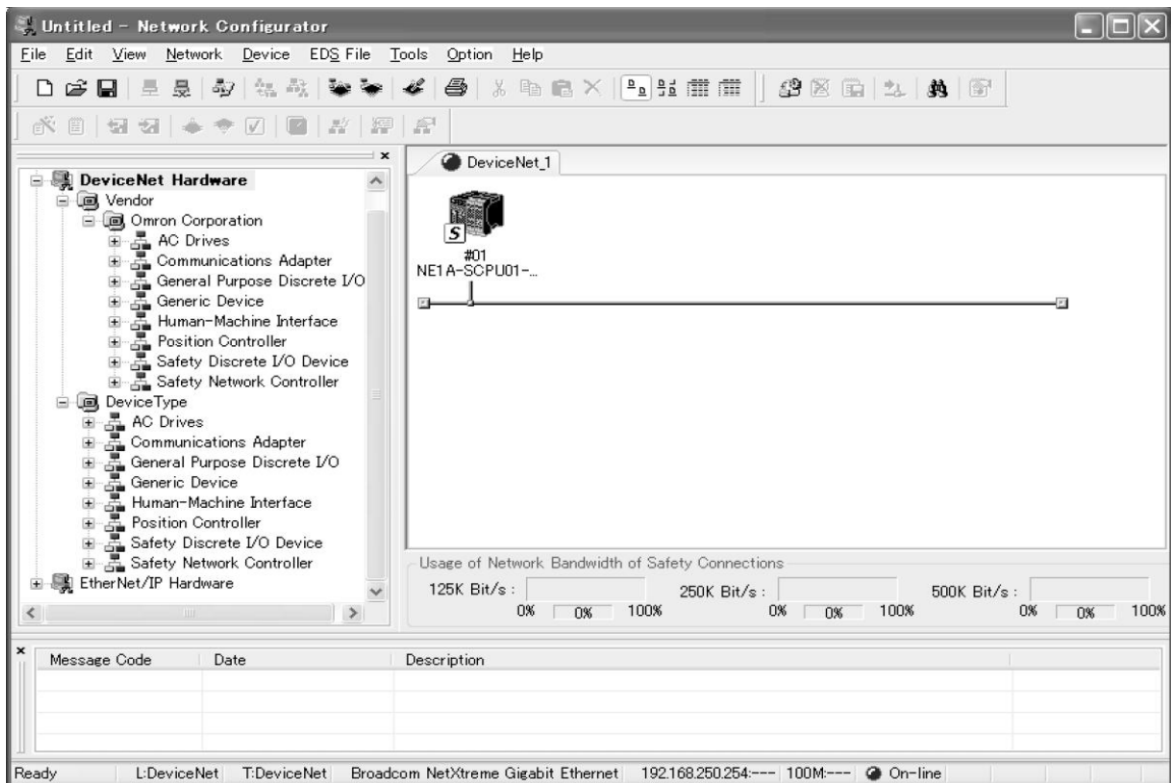 Untitled - Network Configurator
File Edit View Network Device EDS File Tools Option Help
DeviceNet Hardware
Vendor
Omron Corporation
AC Drives
Communications Adapter
General Purpose Discrete I/O
Generic Device
Human-Machine Interface
Position Controller
Safety Discrete I/O Device
Safety Network Controller
DeviceType
AC Drives
Communications Adapter
General Purpose Discrete I/O
Generic Device
Human-Machine Interface
Position Controller
Safety Discrete I/O Device
Safety Network Controller
EtherNet/IP Hardware
DeviceNet_1
S
#01
NE1A-SCPU01-...
Usage of Network Bandwidth of Safety Connections
125K Bit/s : 250K Bit/s : 500K Bit/s :
0% 0% 100% 0% 0% 100% 0% 0% 100%
Message Code Date Description
Ready L:DeviceNet T:DeviceNet Broadcom NetXtreme Gigabit Ethernet 192.168.250.254:--- 100M:--- On-line